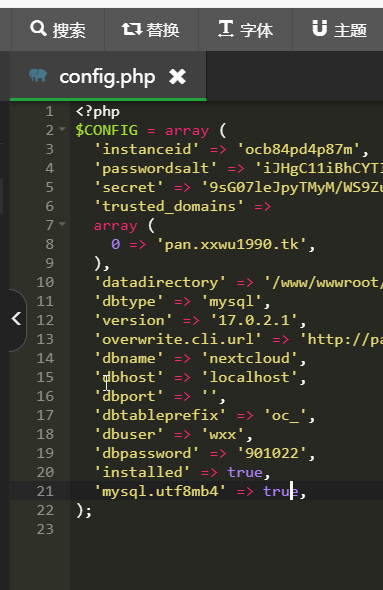 搜索 替换 字体 主题
config.php
1 <?php
2 $CONFIG = array (
3 'instanceid' => 'ocb84pd4p87m',
4 'passwordsalt' => 'iJHgC11iBhCYTI
5 'secret' => '9sG07leJpyTMyM/WS9Zu
6 'trusted_domains' =>
7 array (
8 0 => 'pan.xxwu1990.tk',
9 ),
10 'datadirectory' => '/www/wwwroot/
11 'dbtype' => 'mysql',
12 'version' => '17.0.2.1',
13 'overwrite.cli.url' => 'http://pa
14 'dbname' => 'nextcloud',
15 'dbhost' => 'localhost',
16 'dbport' => '',
17 'dbtableprefix' => 'oc_',
18 'dbuser' => 'wxx',
19 'dbpassword' => '901022',
20 'installed' => true,
21 'mysql.utf8mb4' => true,
22 );
23